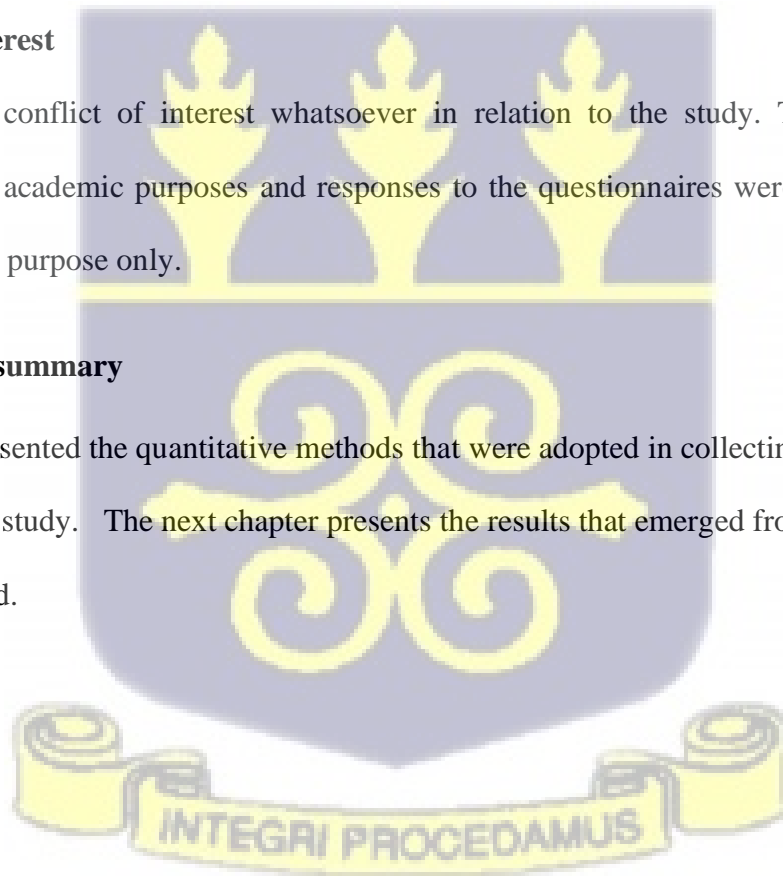 erest
conflict of interest whatsoever in relation to the study.
academic purposes and responses to the questionnaires wer
purpose only.
summary
sented the quantitative methods that were adopted in collectin
study. The next chapter presents the results that emerged fro
d.
INTEGRI PROCEDAMUS